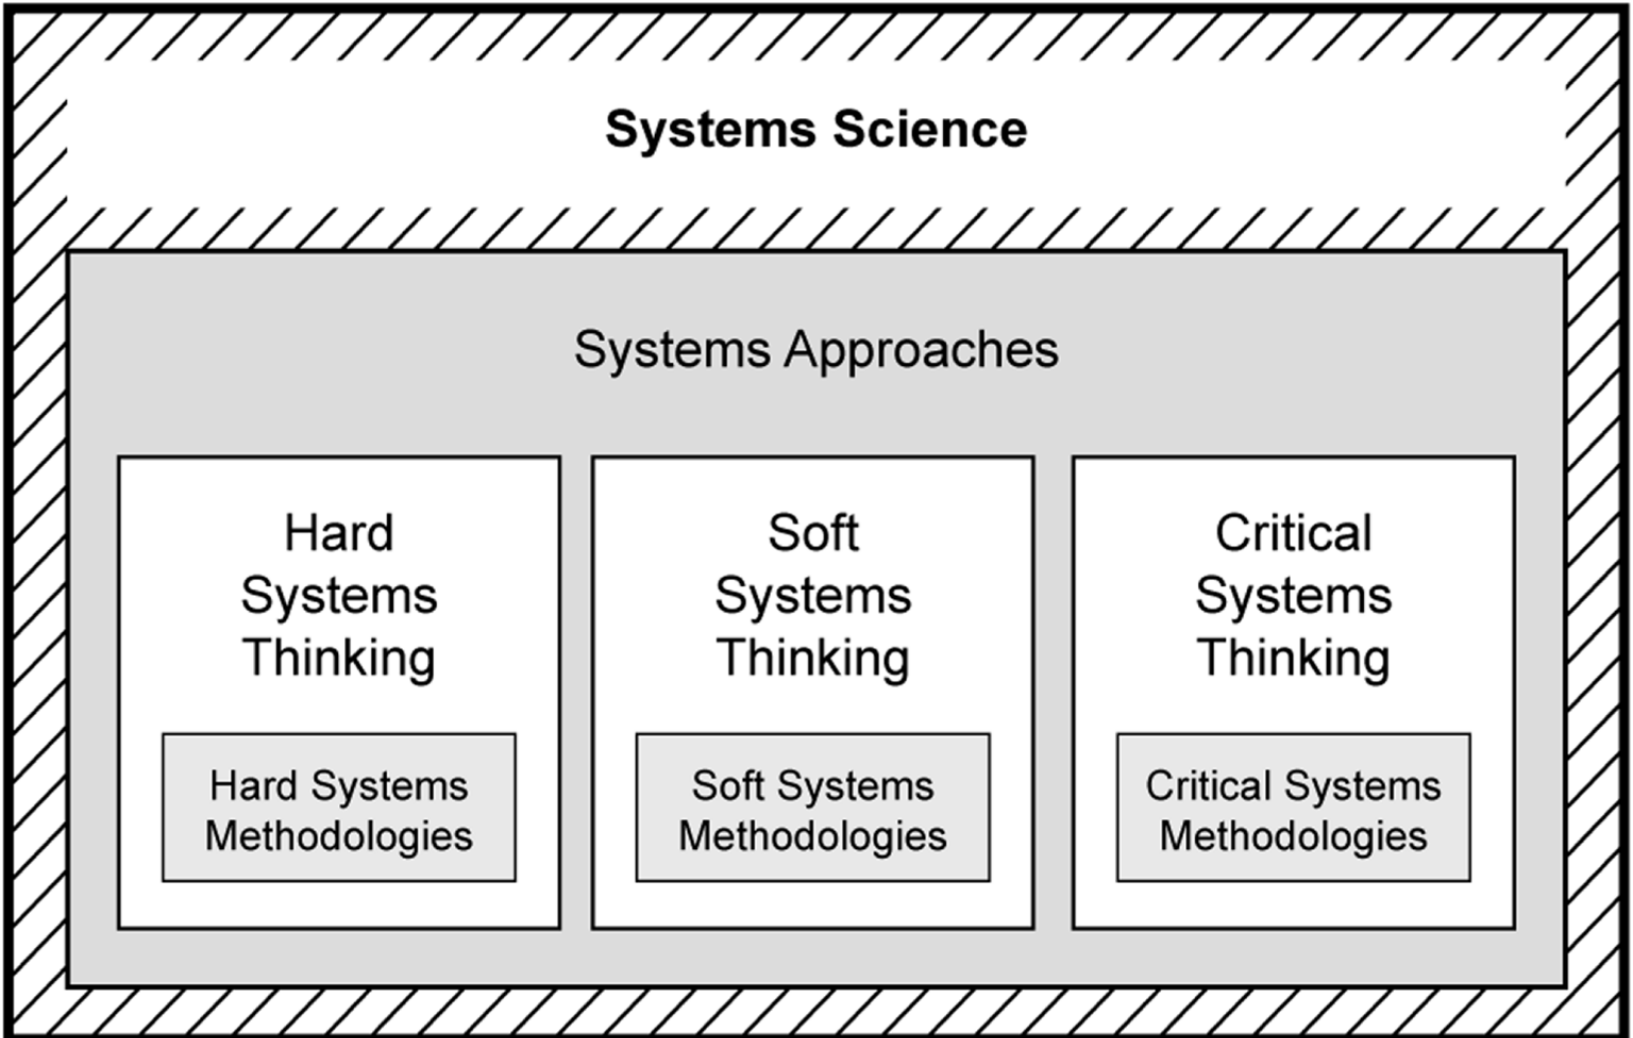 Systems Science
Systems Approaches
Hard
Systems
Thinking
Hard Systems
Methodologies
Soft
Systems
Thinking
Soft Systems
Methodologies
Critical
Systems
Thinking
Critical Systems
Methodologies